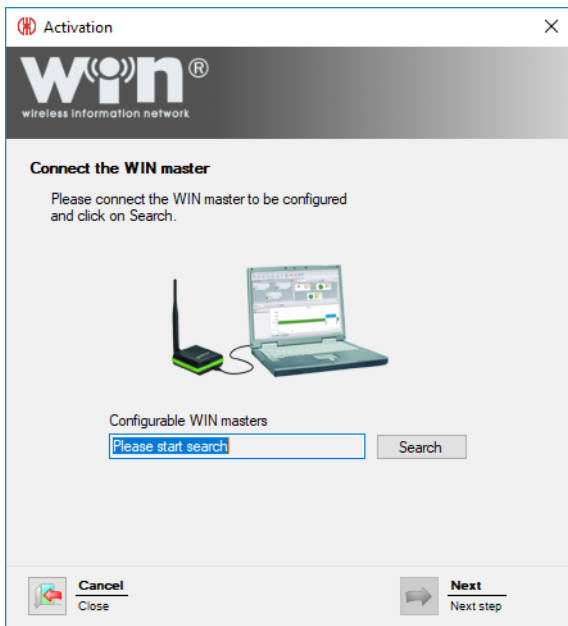 Activation
WIN®
wireless information network
Connect the WIN master
Please connect the WIN master to be configured
and click on Search.
Configurable WIN masters
Please start search
Search
Cancel
Close
Next
Next step